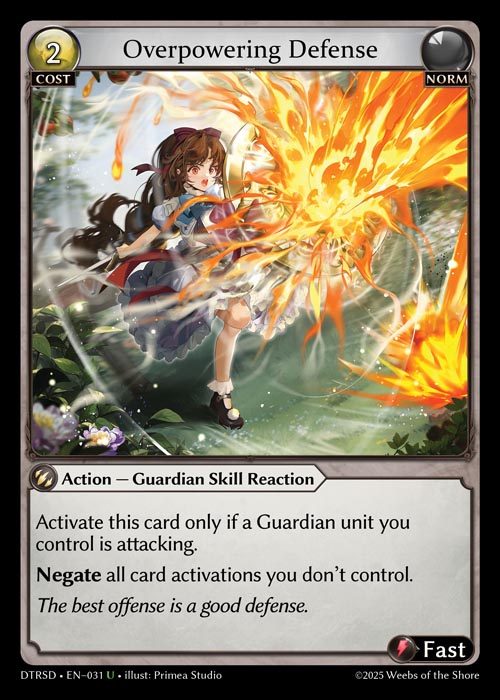 2
Overpowering Defense
COST
NORM
Action — Guardian Skill Reaction
Activate this card only if a Guardian unit you
control is attacking.
Negate all card activations you don't control.
The best offense is a good defense.
Fast
DTRSD • EN–031 U • illust: Primea Studio
©2025 Weebs of the Shore